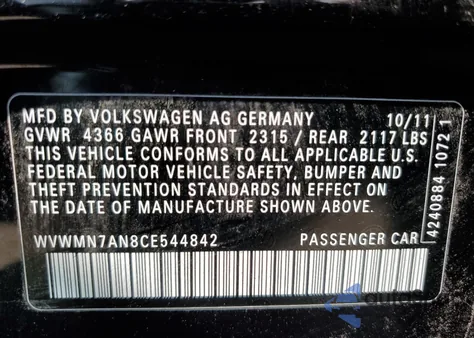 MFD BY VOLKSWAGEN AG GERMANY 10/11
GVWR 4366 GAWR FRONT 2315 / REAR 2117 LBS
THIS VEHICLE CONFORMS TO ALL APPLICABLE U.S.
FEDERAL MOTOR VEHICLE SAFETY, BUMPER AND
THEFT PREVENTION STANDARDS IN EFFECT ON
THE DATE OF MANUFACTURE SHOWN ABOVE.
WVWMN7AN8CE544842 PASSENGER CAR
4240884 1072 1